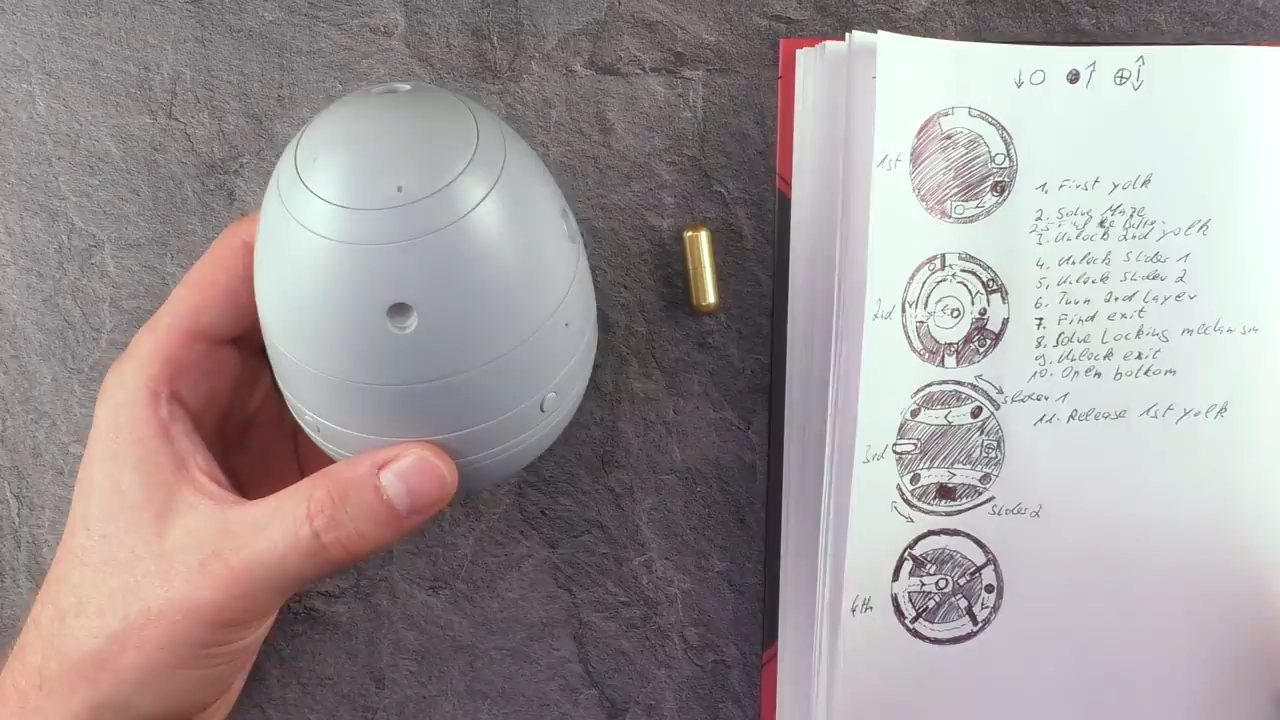 1st
1. First yolk
2. Solve Maze
3. Unlock 2nd yolk
4. Unlock Slider 1
5. Unlock Slider 2
6. Turn 2nd Layer
7. Find exit
8. Solve Locking mechanism
9. Unlock exit
10. Open bottom
11. Release 1st yolk
2nd
Slider 1
3rd
Slider 2
4th